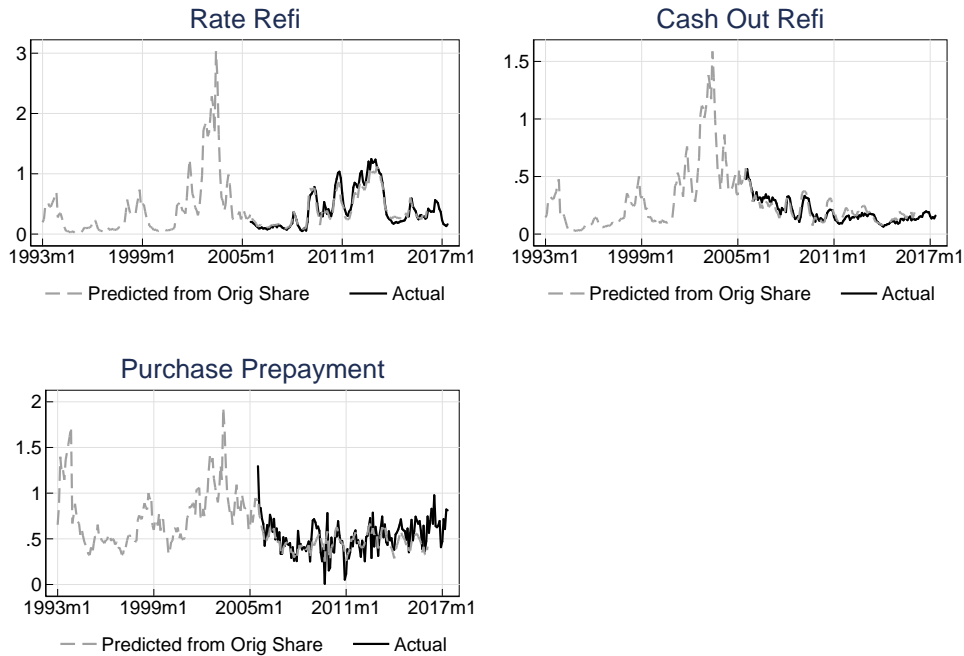 Rate Refi
3
2
1
0
1993m1 1999m1 2005m1 2011m1 2017m1
Predicted from Orig Share Actual
Cash Out Refi
1.5
1
.5
0
1993m1 1999m1 2005m1 2011m1 2017m1
Predicted from Orig Share Actual
Purchase Prepayment
2
1.5
1
.5
0
1993m1 1999m1 2005m1 2011m1 2017m1
Predicted from Orig Share Actual